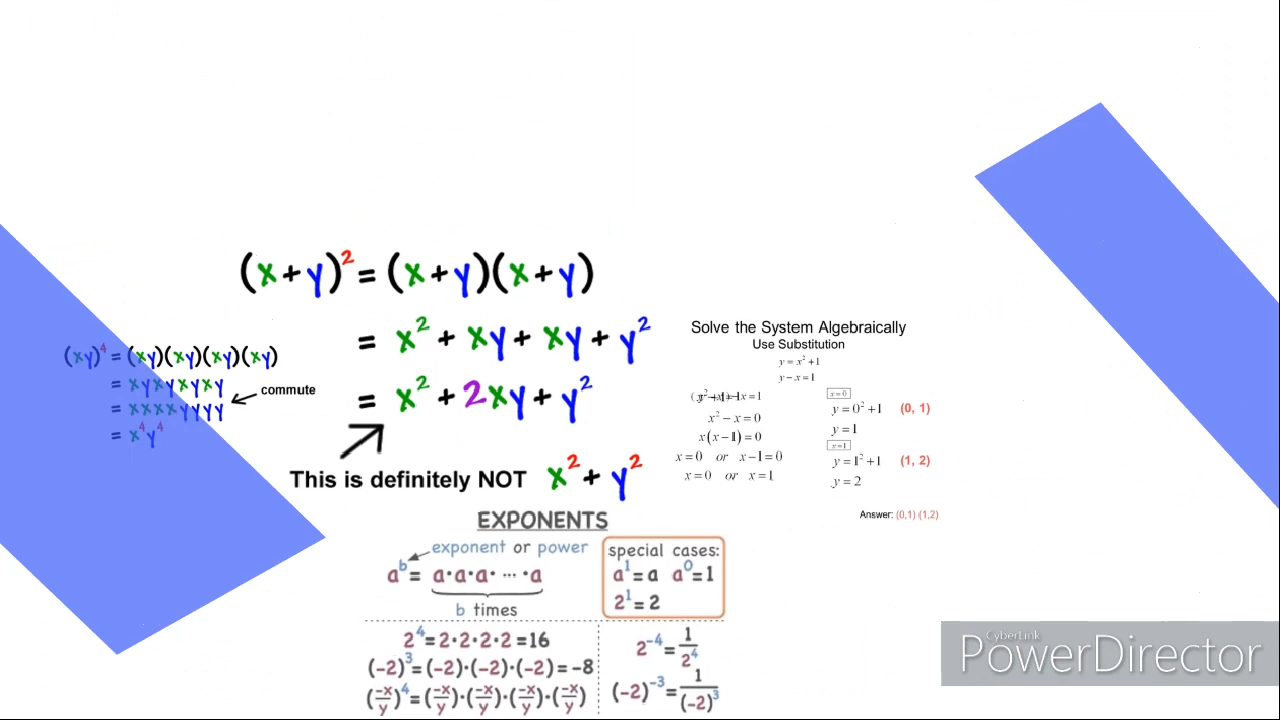 (x+y)² = (x+y)(x+y)
= x² + xy + xy + y²
= x² + 2xy + y²
This is definitely NOT x² + y²
(xy)⁴ = (xy)(xy)(xy)(xy)
= xyxyxyxy
commute
= xxxxyyyy
= x⁴y⁴
Solve the System Algebraically
Use Substitution
y = x² + 1
y − x = 1
x² − x = 0
x(x − 1) = 0
x = 0 or x − 1 = 0
x = 0 or x = 1
x = 0
y = 0² + 1 (0, 1)
y = 1
x = 1
y = 1² + 1 (1, 2)
y = 2
Answer: (0,1) (1,2)
EXPONENTS
exponent or power
aᵇ = a·a·a· ··· ·a
b times
special cases:
a¹ = a a⁰ = 1
2¹ = 2
2⁴ = 2·2·2·2 = 16
(−2)³ = (−2)·(−2)·(−2) = −8
(−x/y)⁴ = (−x/y)·(−x/y)·(−x/y)·(−x/y)
2⁻⁴ = 1/2⁴
(−2)⁻³ = 1/(−2)³
CyberLink
PowerDirector